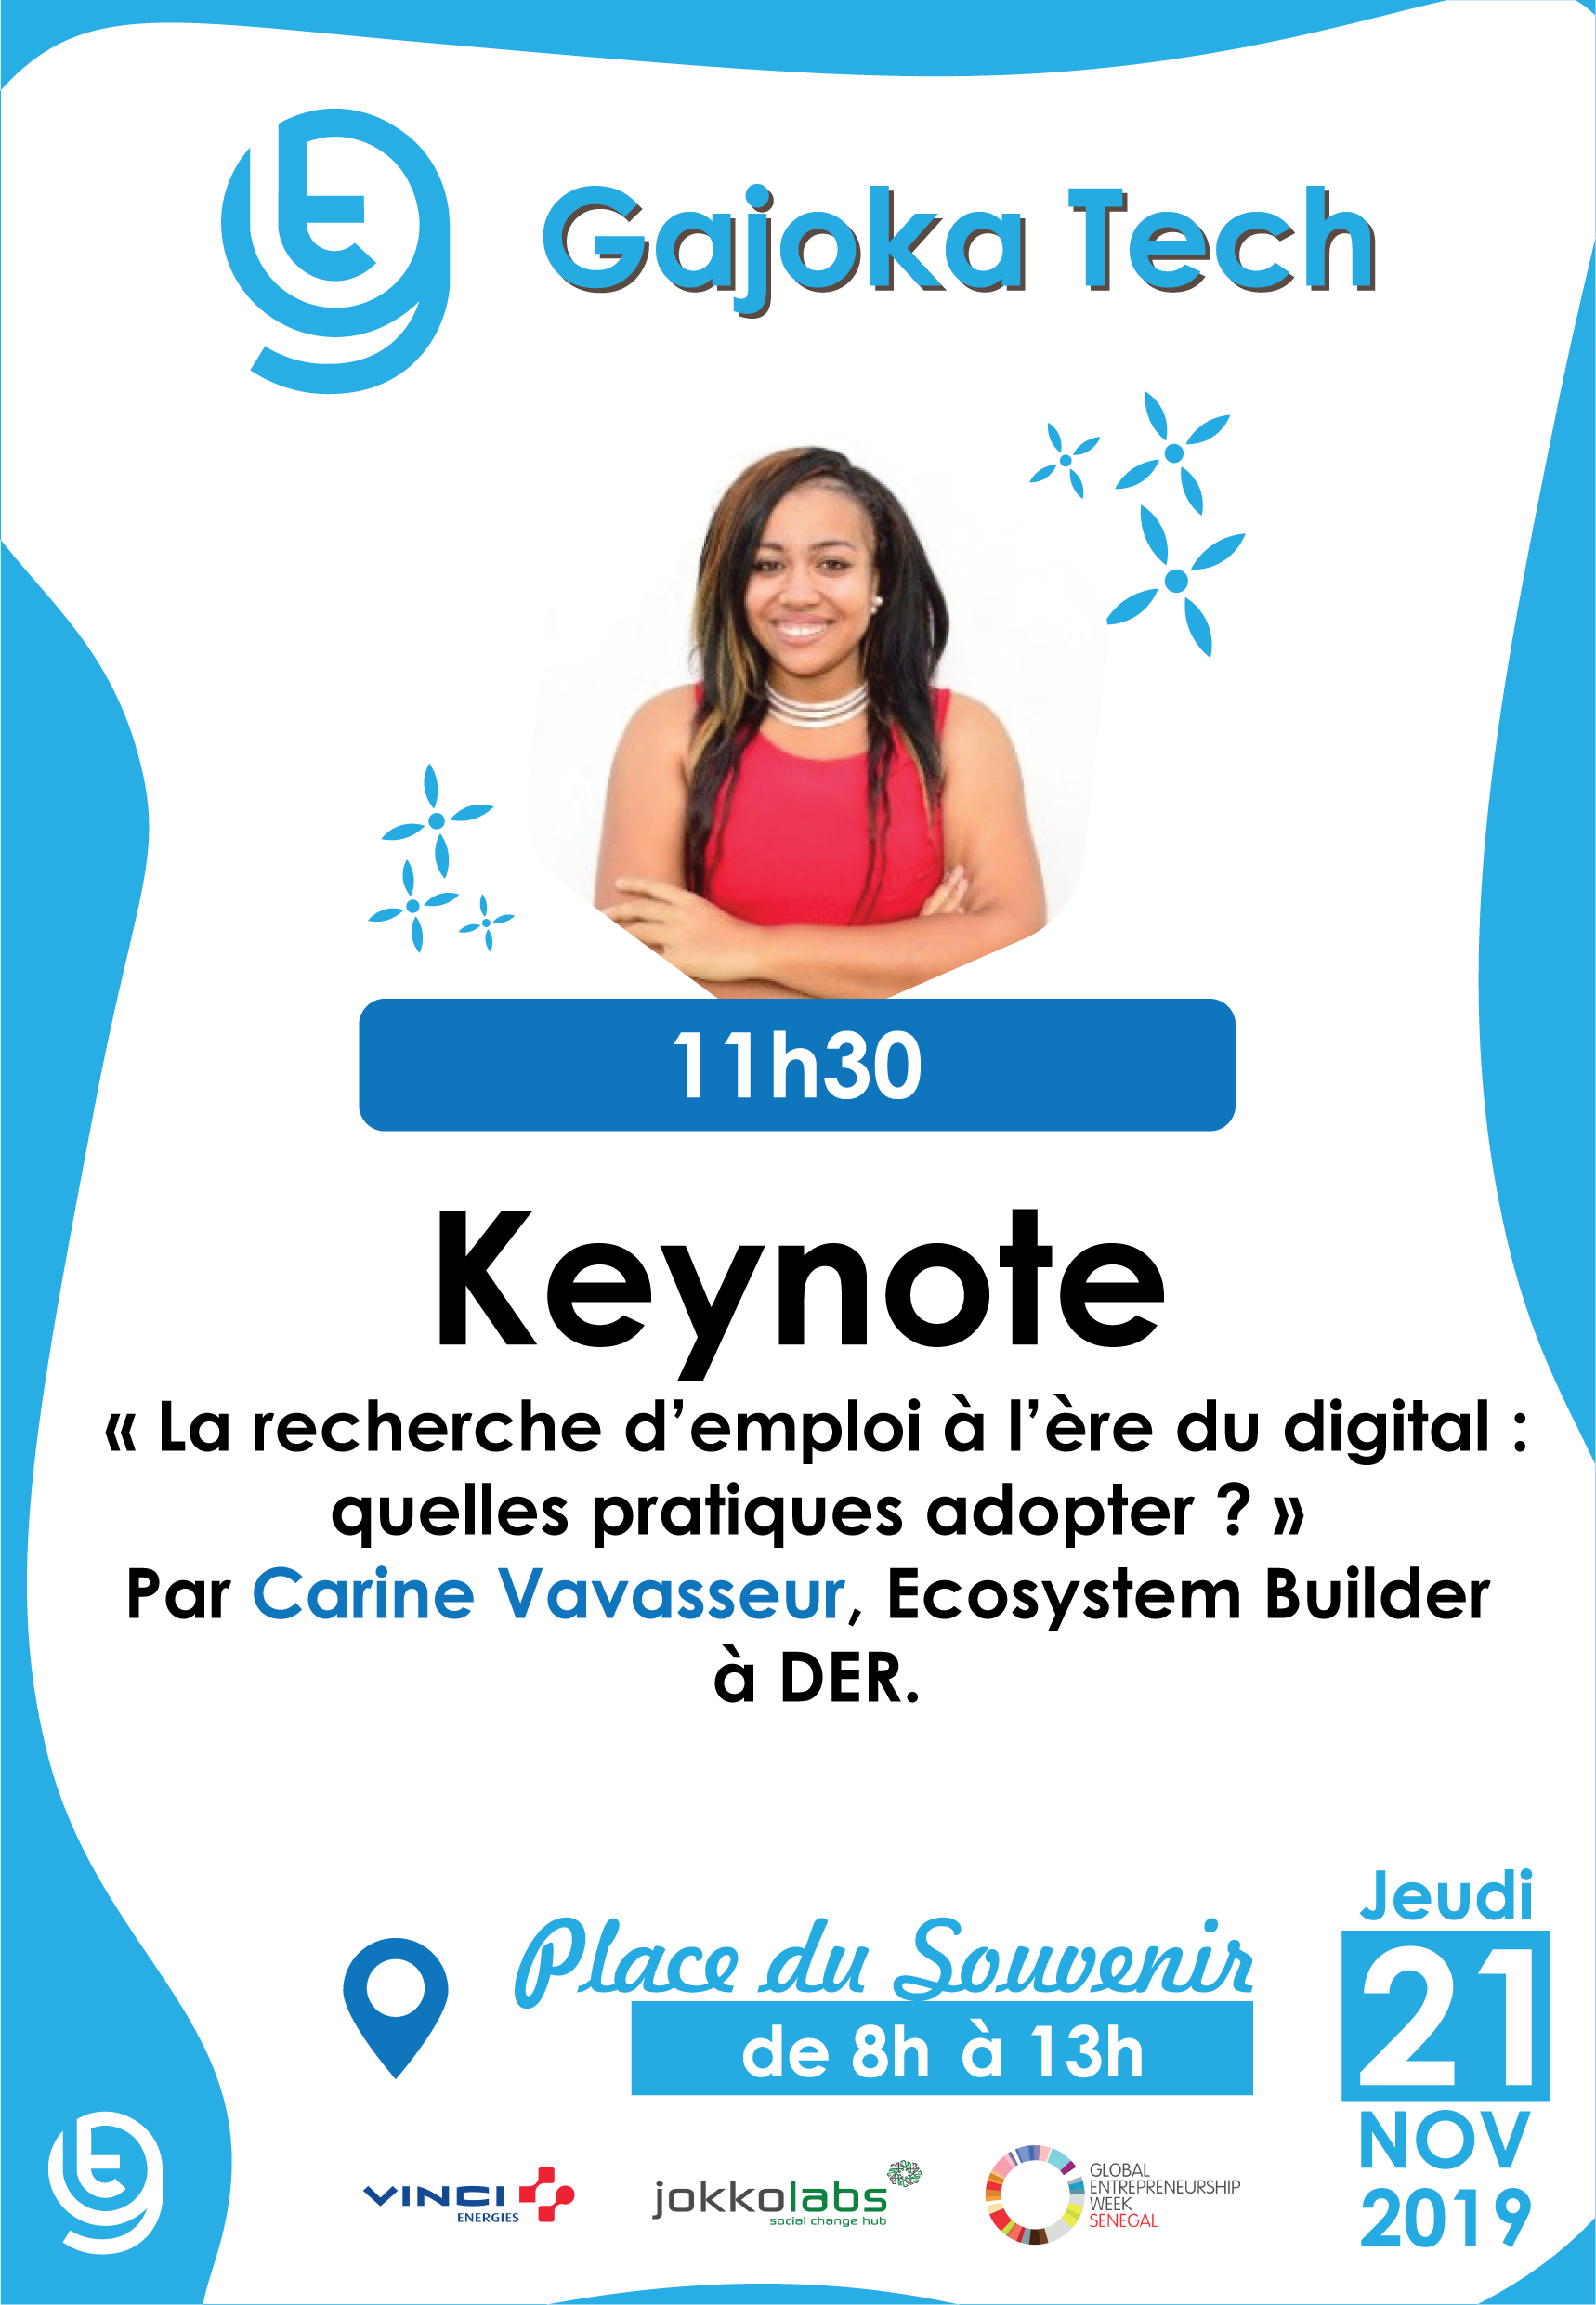 Gajoka Tech
11h30
Keynote
« La recherche d’emploi à l’ère du digital :
quelles pratiques adopter ? »
Par Carine Vavasseur, Ecosystem Builder
à DER.
Place du Souvenir
de 8h à 13h
Jeudi
21
NOV
2019
VINCI
ENERGIES
jokkolabs
social change hub
GLOBAL
ENTREPRENEURSHIP
WEEK
SENEGAL